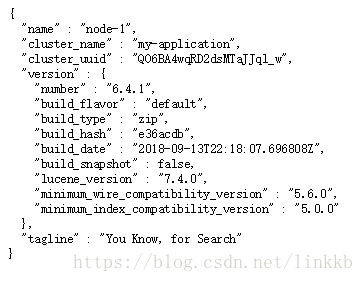 {
"name" : "node-1",
"cluster_name" : "my-application",
"cluster_uuid" : "QO6BA4wqRD2dsMTaJJql_w",
"version" : {
"number" : "6.4.1",
"build_flavor" : "default",
"build_type" : "zip",
"build_hash" : "e36acdb",
"build_date" : "2018-09-13T22:18:07.696808Z",
"build_snapshot" : false,
"lucene_version" : "7.4.0",
"minimum_wire_compatibility_version" : "5.6.0",
"minimum_index_compatibility_version" : "5.0.0"
},
"tagline" : "You Know, for Search"
}
https://blog.csdn.net/linkkb